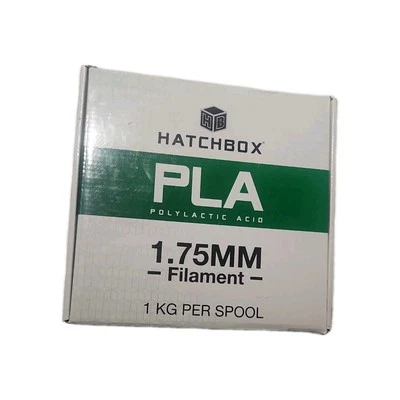 HB
HATCHBOX®
PLA
POLYLACTIC ACID
1.75MM
- Filament -
1 KG PER SPOOL